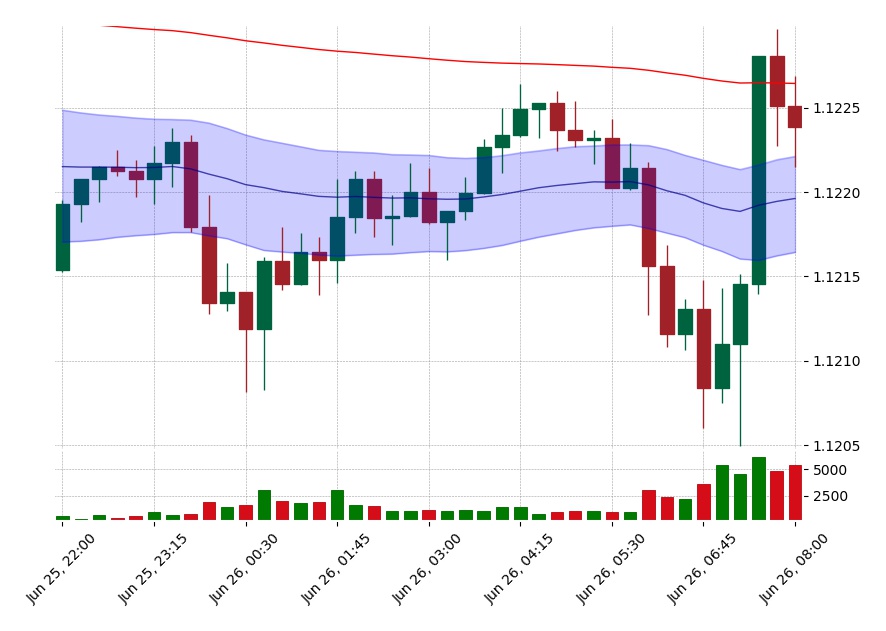 1.1225
1.1220
1.1215
1.1210
1.1205
5000
2500
Jun 25, 22:00
Jun 25, 23:15
Jun 26, 00:30
Jun 26, 01:45
Jun 26, 03:00
Jun 26, 04:15
Jun 26, 05:30
Jun 26, 06:45
Jun 26, 08:00